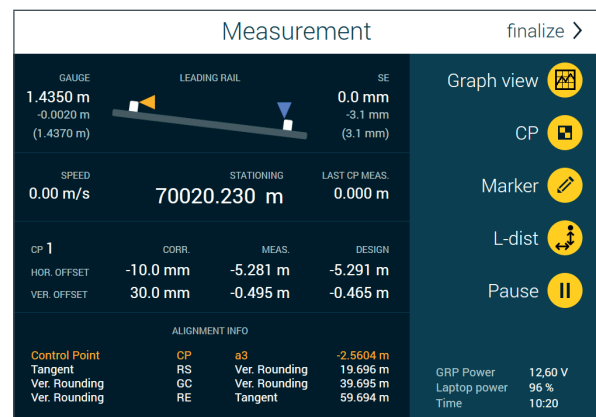 Measurement
finalize
GAUGE LEADING RAIL SE
1.4350 m 0.0 mm
-0.0020 m -3.1 mm
(1.4370 m) (3.1 mm)
SPEED STATIONING LAST CP MEAS.
0.00 m/s 70020.230 m 0.000 m
CP 1 CORR. MEAS. DESIGN
HOR. OFFSET -10.0 mm -5.281 m -5.291 m
VER. OFFSET 30.0 mm -0.495 m -0.465 m
ALIGNMENT INFO
Control Point CP a3 -2.5604 m
Tangent RS Ver. Rounding 19.696 m
Ver. Rounding GC Ver. Rounding 39.695 m
Ver. Rounding RE Tangent 59.694 m
Graph view
CP
Marker
L-dist
Pause
GRP Power 12,60 V
Laptop power 96 %
Time 10:20